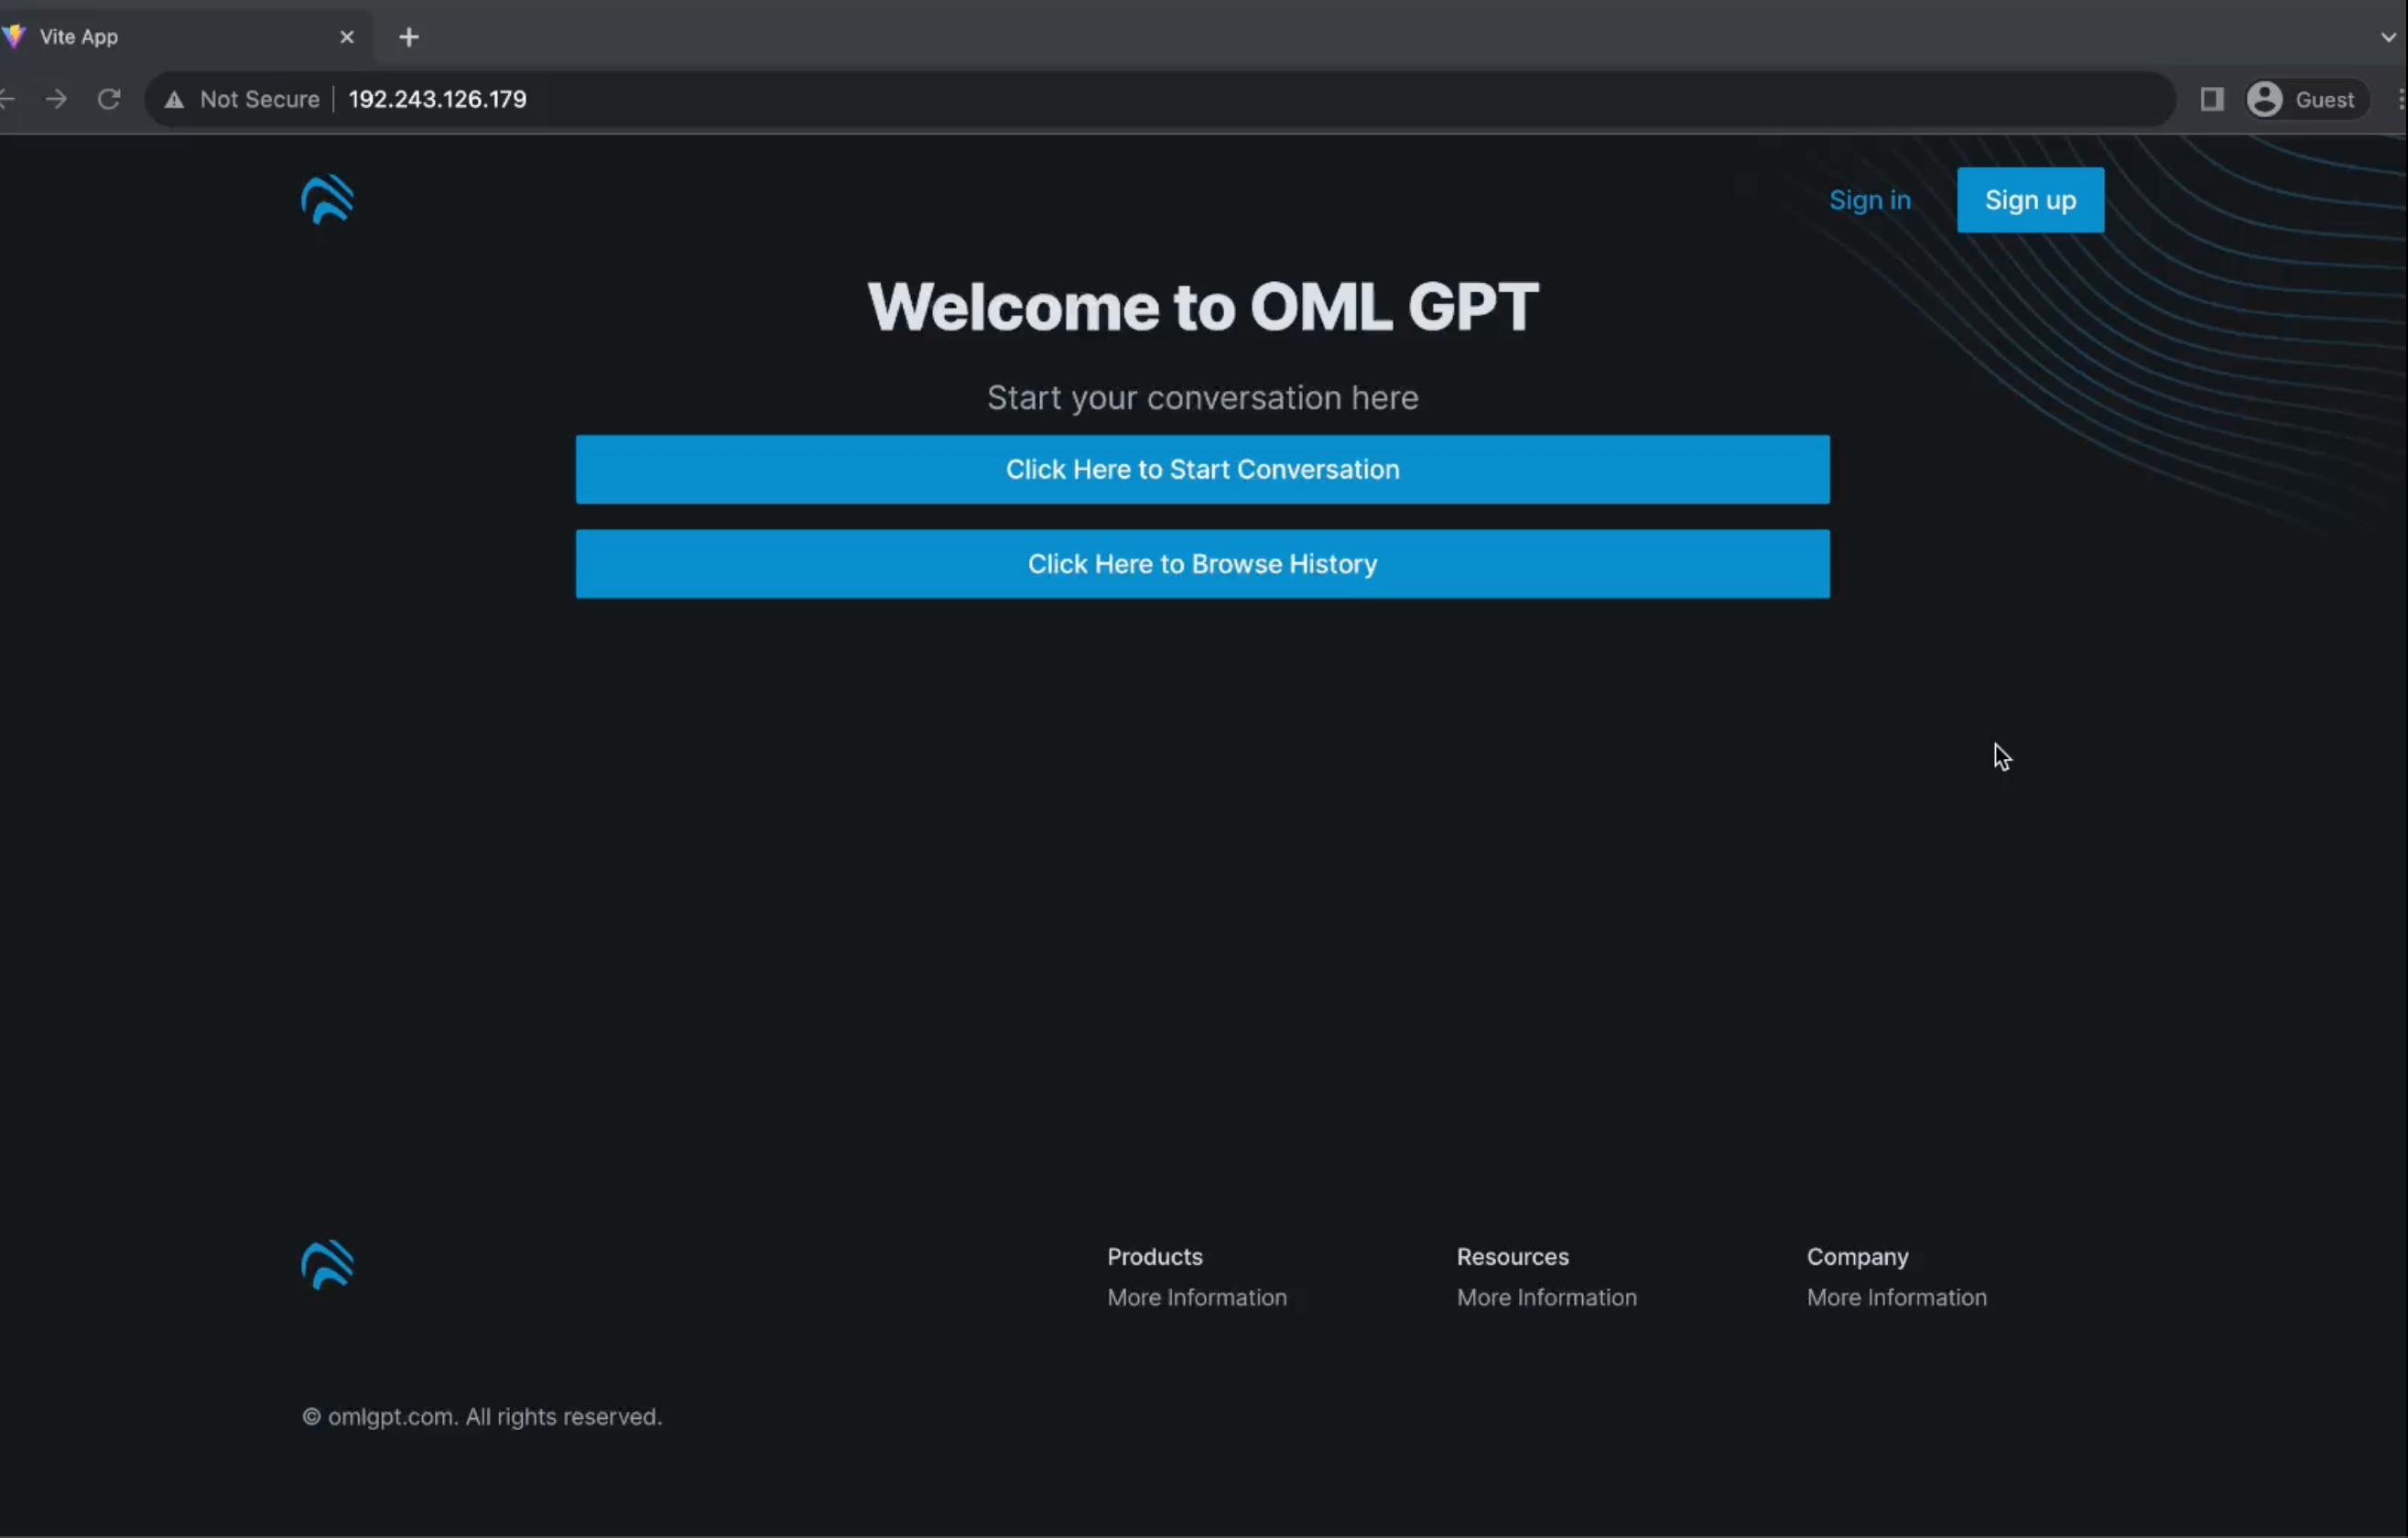 Vite App
Not Secure 192.243.126.179
Guest
Sign in
Sign up
Welcome to OML GPT
Start your conversation here
Click Here to Start Conversation
Click Here to Browse History
Products
Resources
Company
More Information
More Information
More Information
© omlgpt.com. All rights reserved.